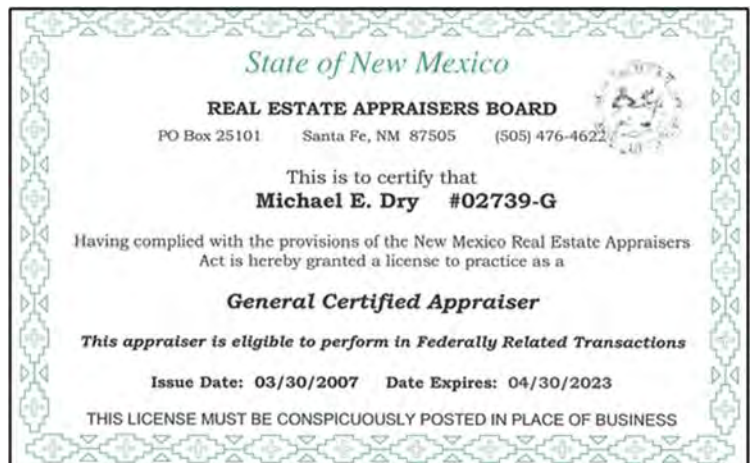 State of New Mexico
REAL ESTATE APPRAISERS BOARD
PO Box 25101 Santa Fe, NM 87505 (505) 476-4622
This is to certify that
Michael E. Dry #02739-G
Having complied with the provisions of the New Mexico Real Estate Appraisers
Act is hereby granted a license to practice as a
General Certified Appraiser
This appraiser is eligible to perform in Federally Related Transactions
Issue Date: 03/30/2007 Date Expires: 04/30/2023
THIS LICENSE MUST BE CONSPICUOUSLY POSTED IN PLACE OF BUSINESS